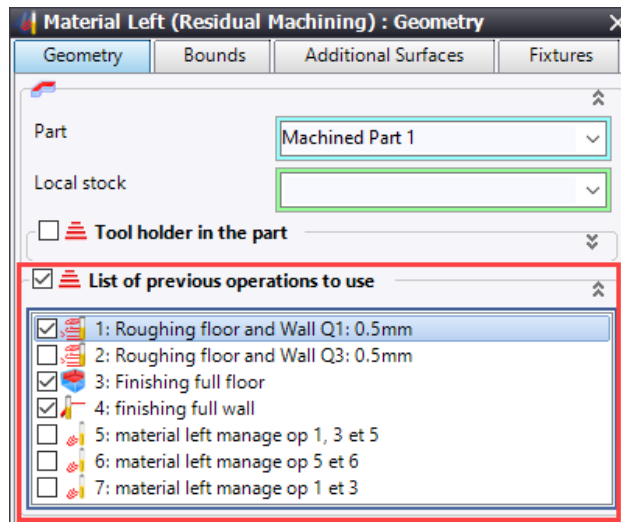 Material Left (Residual Machining) : Geometry
Geometry Bounds Additional Surfaces Fixtures
Part Machined Part 1
Local stock
Tool holder in the part
List of previous operations to use
1: Roughing floor and Wall Q1: 0.5mm
2: Roughing floor and Wall Q3: 0.5mm
3: Finishing full floor
4: finishing full wall
5: material left manage op 1, 3 et 5
6: material left manage op 5 et 6
7: material left manage op 1 et 3